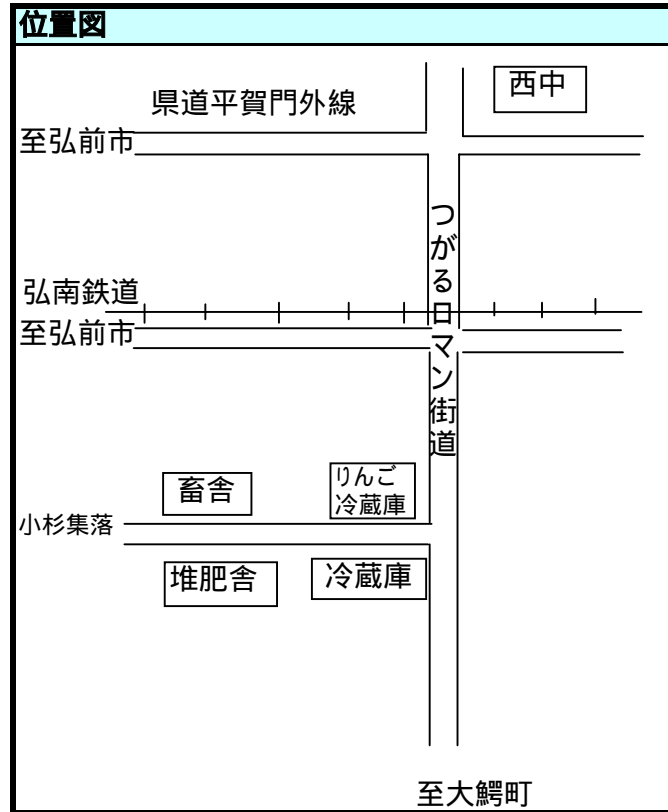 位置図
西中
県道平賀門外線
至弘前市
つがるロマン街道
弘南鉄道
至弘前市
りんご
冷蔵庫
畜舎
小杉集落
堆肥舎
冷蔵庫
至大鰐町